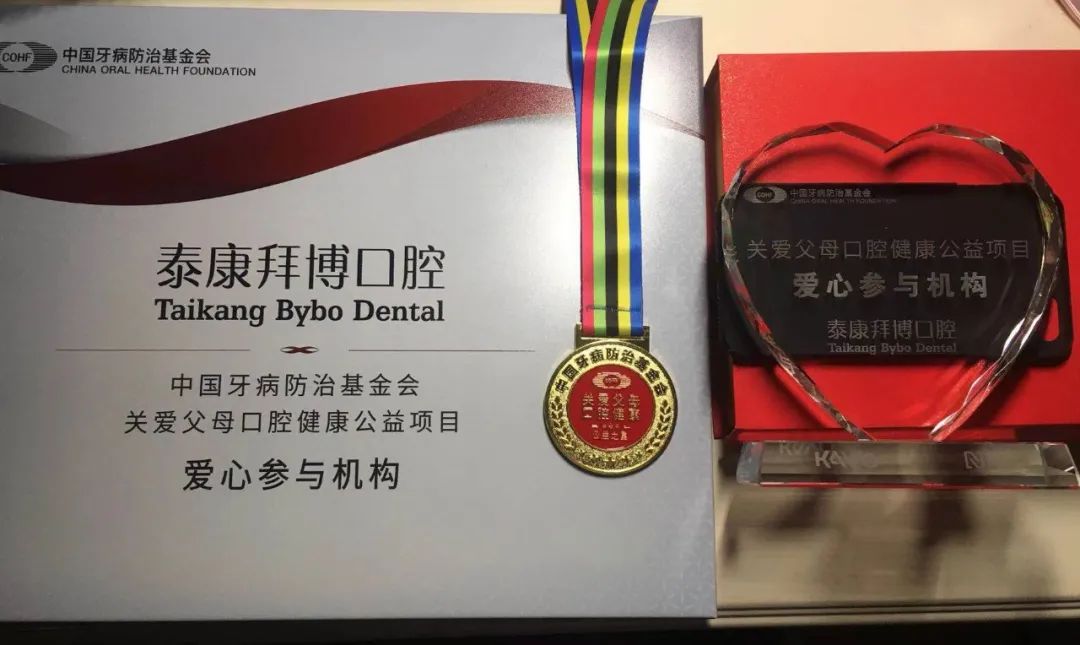 COHF
中国牙病防治基金会
CHINA ORAL HEALTH FOUNDATION
泰康拜博口腔
Taikang Bybo Dental
中国牙病防治基金会
关爱父母口腔健康公益项目
爱心参与机构
中国牙病防治基金会
关爱父母
口腔健康
公益之星
COHF
中国牙病防治基金会
CHINA ORAL HEALTH FOUNDATION
关爱父母口腔健康公益项目
爱心参与机构
泰康拜博口腔
Taikang Bybo Dental